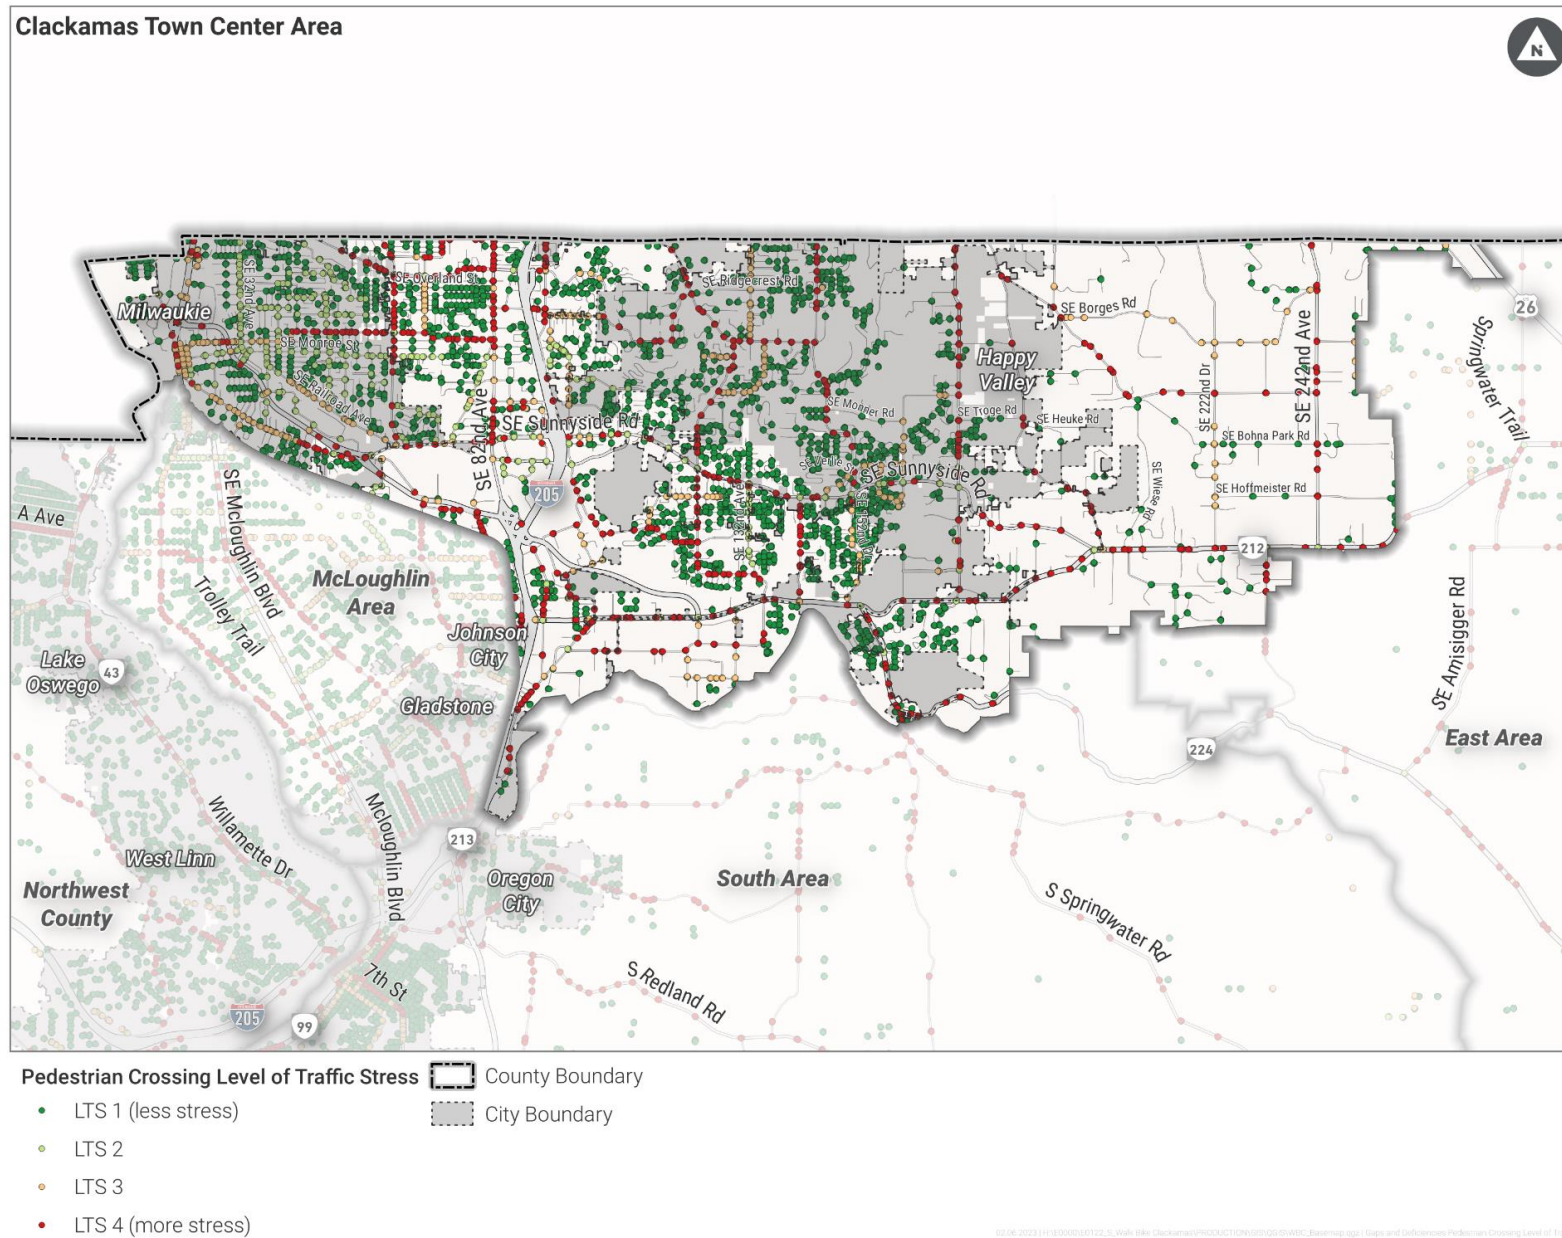 Clackamas Town Center Area
N
SE 32nd Ave
SE Overland St
SE Ridgecrest Rd
Milwaukie
SE Monroe St
SE Railroad Ave
SE 82nd Ave
SE Sunnyside Rd
205
SE Borges Rd
Happy
Valley
SE Monner Rd
SE Troge Rd
SE Heuke Rd
SE 222nd Dr
SE 242nd Ave
SE Bohna Park Rd
SE Hoffmeister Rd
SE Wiese Rd
SE Sunnyside Rd
SE 132nd Ave
212
26
Springwater Trail
A Ave
SE Mcloughlin Blvd
Trolley Trail
McLoughlin
Area
Johnson
City
Gladstone
Lake
Oswego
43
SE Amisigger Rd
East Area
224
West Linn
Willamette Dr
Mcloughlin Blvd
213
Oregon
City
South Area
S Springwater Rd
S Redland Rd
Northwest
County
7th St
205
99
Pedestrian Crossing Level of Traffic Stress
County Boundary
City Boundary
LTS 1 (less stress)
LTS 2
LTS 3
LTS 4 (more stress)